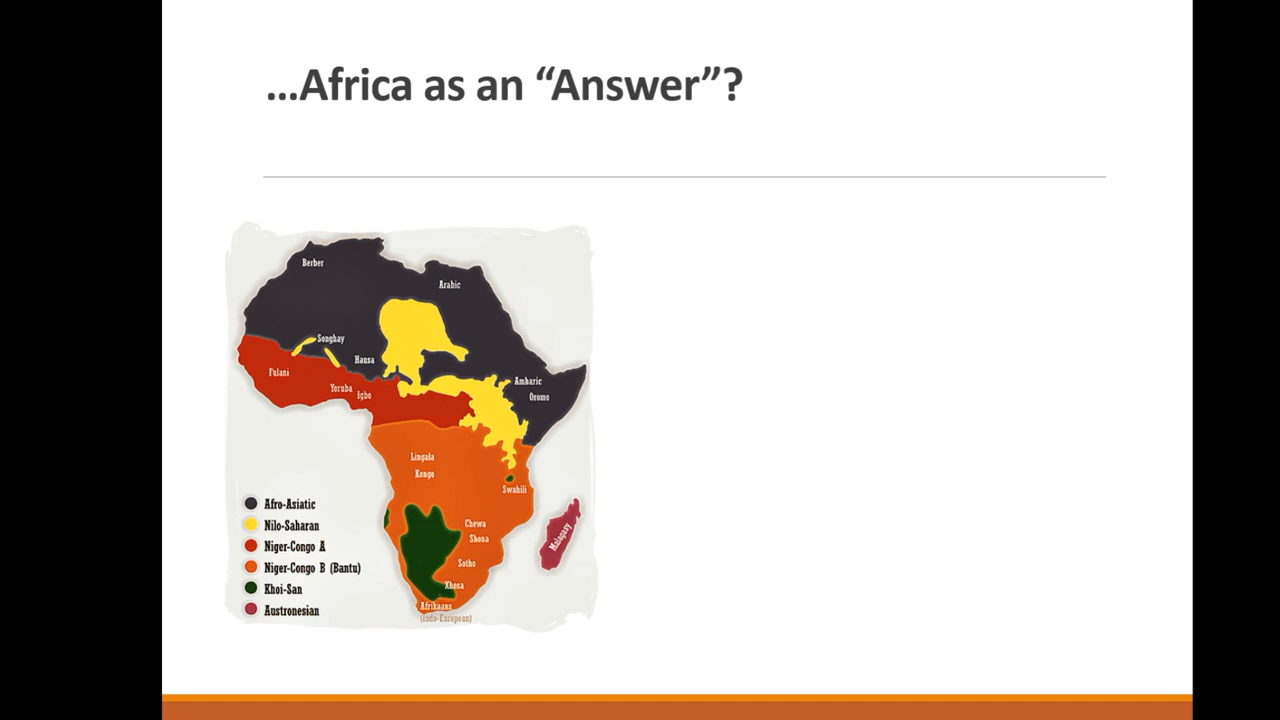 ...Africa as an “Answer”?
Berber
Arabic
Songhay
Hausa
Fulani
Yoruba
Igbo
Amharic
Oromo
Lingala
Kongo
Swahili
Chewa
Shona
Malagasy
Sotho
Xhosa
Afrikaans
(Indo-European)
Afro-Asiatic
Nilo-Saharan
Niger-Congo A
Niger-Congo B (Bantu)
Khoi-San
Austronesian